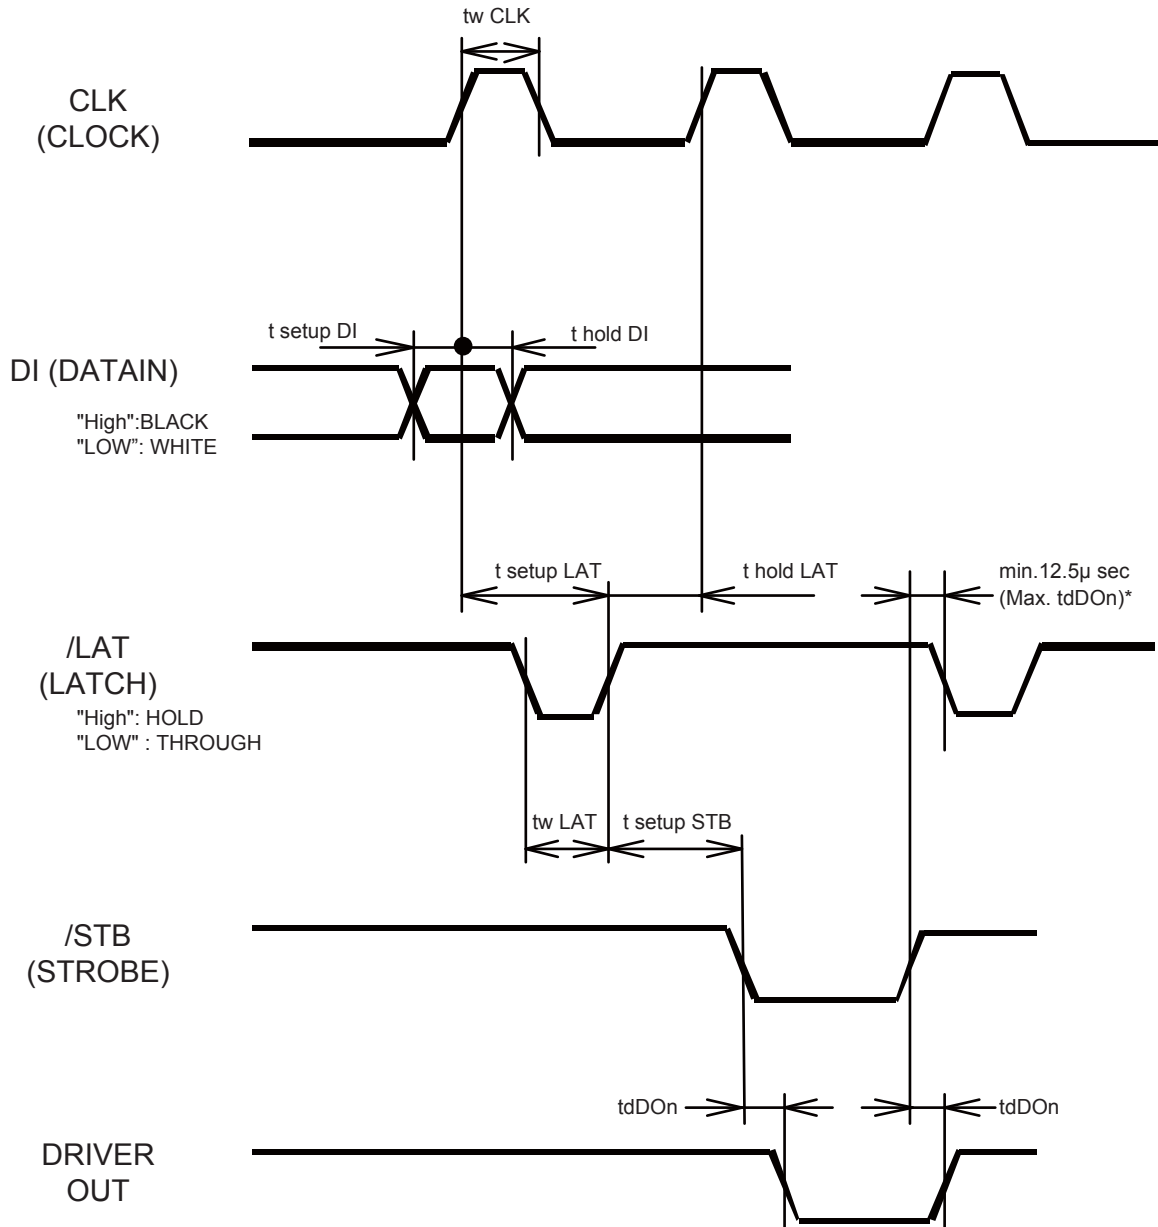 tw CLK
CLK
(CLOCK)
t setup DI
t hold DI
DI (DATAIN)
"High":BLACK
"LOW”: WHITE
t setup LAT
t hold LAT
min.12.5μ sec
(Max. tdDOn)*
/LAT
(LATCH)
"High": HOLD
"LOW" : THROUGH
tw LAT
t setup STB
/STB
(STROBE)
tdDOn
tdDOn
DRIVER
OUT